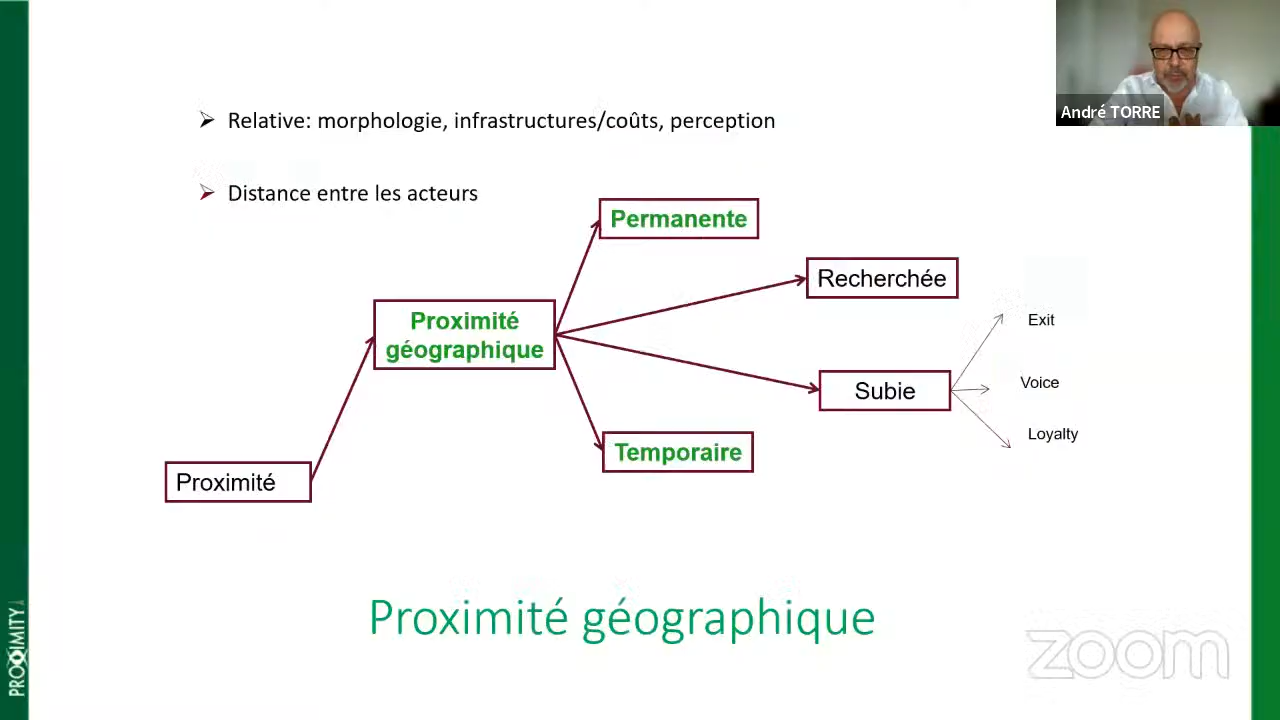 André TORRE
Relative: morphologie, infrastructures/coûts, perception
Distance entre les acteurs
Permanente
Recherchée
Proximité
géographique
Exit
Voice
Subie
Loyalty
Temporaire
Proximité
Proximité géographique
PROXIMITY
zoom